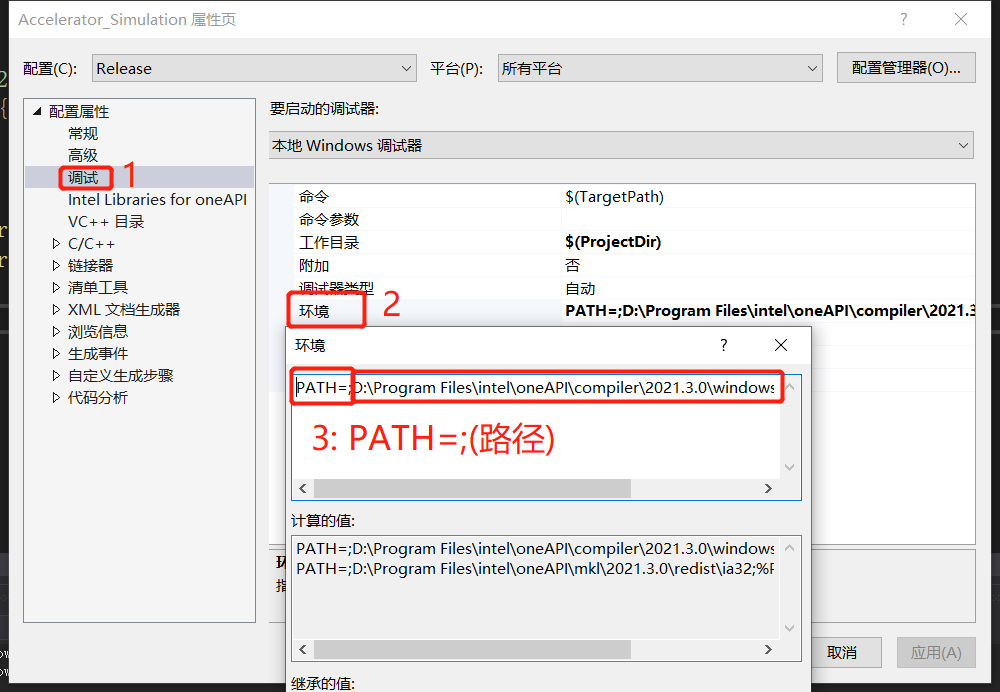 Accelerator_Simulation 属性页
配置(C): Release 平台(P): 所有平台 配置管理器(O)...
配置属性
常规
高级
调试 1
Intel Libraries for oneAPI
VC++ 目录
C/C++
链接器
清单工具
XML 文档生成器
浏览信息
生成事件
自定义生成步骤
代码分析
要启动的调试器:
本地 Windows 调试器
命令 $(TargetPath)
命令参数
工作目录 $(ProjectDir)
附加 否
调试器类型 自动
环境 2 PATH=;D:\Program Files\intel\oneAPI\compiler\2021.3
环境
PATH=;D:\Program Files\intel\oneAPI\compiler\2021.3.0\windows
3: PATH=;(路径)
计算的值:
PATH=;D:\Program Files\intel\oneAPI\compiler\2021.3.0\windows
PATH=;D:\Program Files\intel\oneAPI\mkl\2021.3.0\redist\ia32;%P
继承的值:
取消 应用(A)